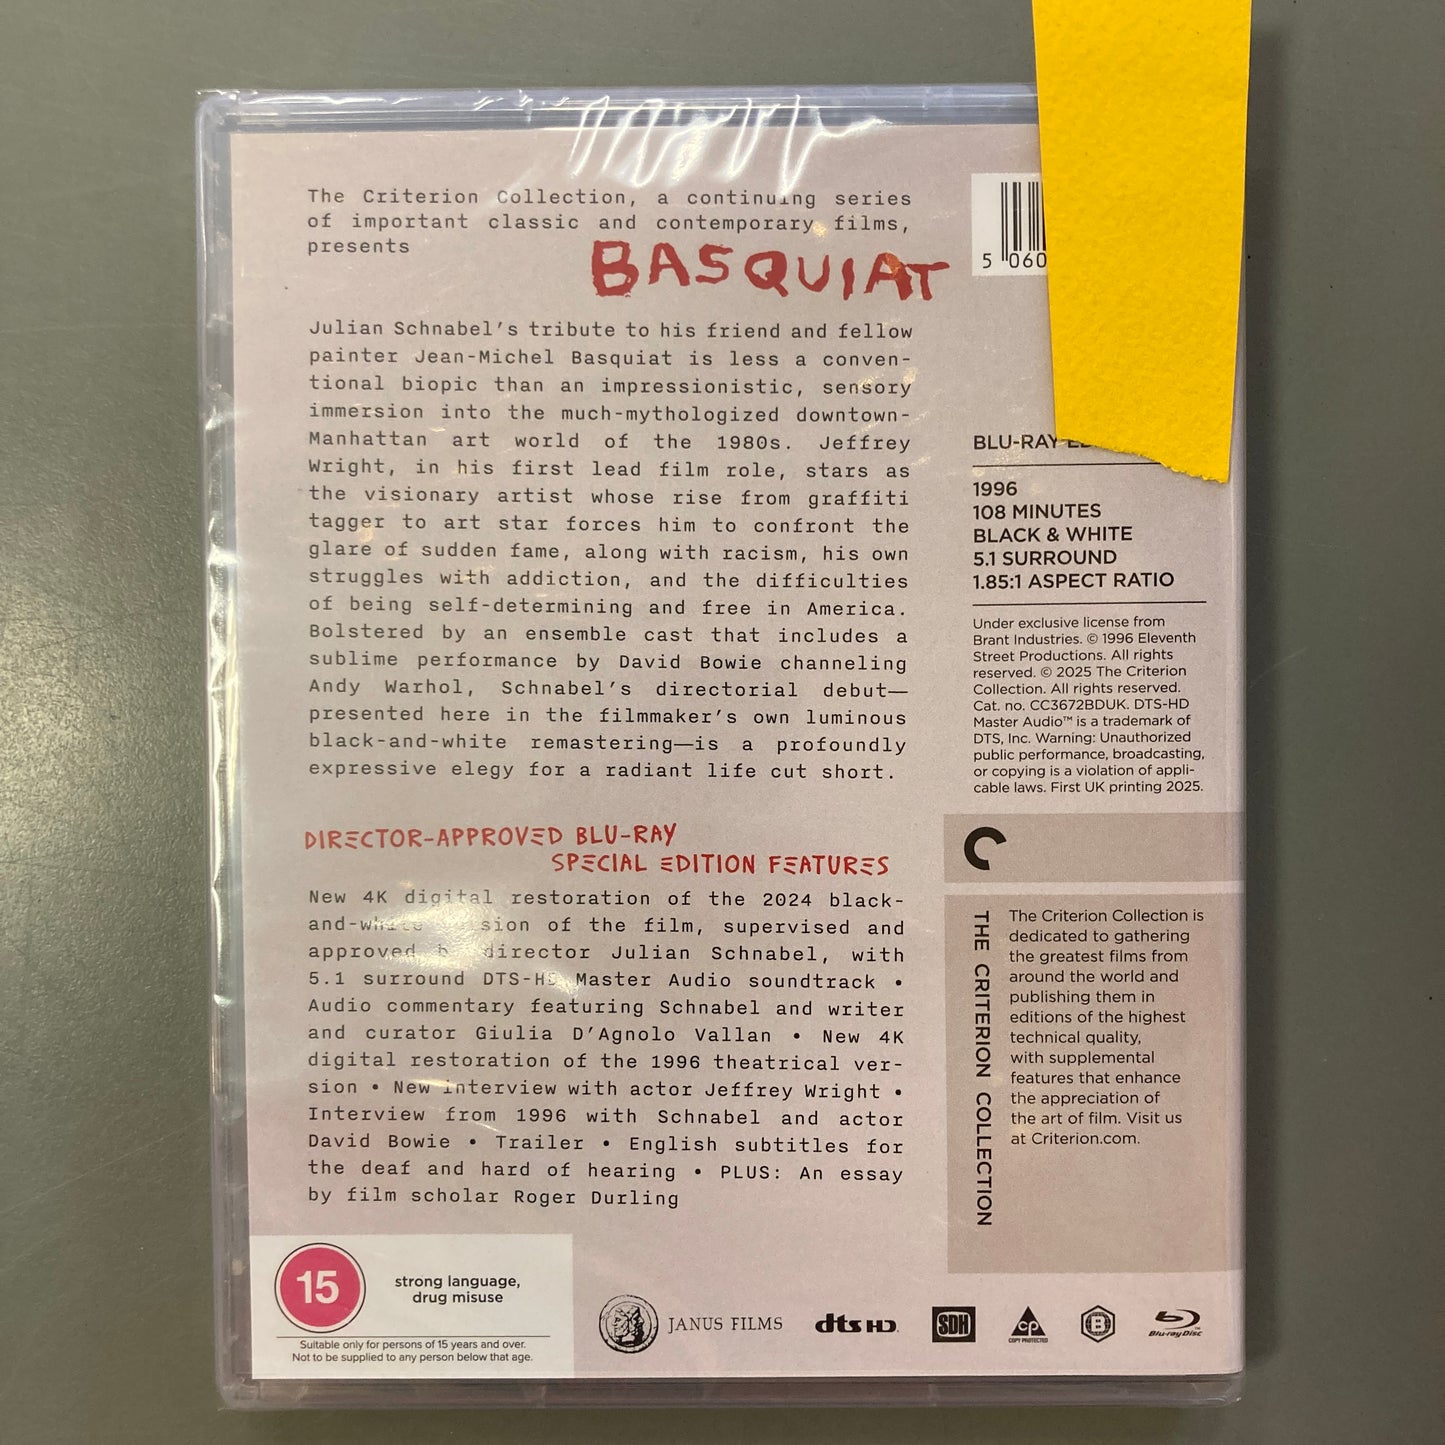 The Criterion Collection, a continuing series
of important classic and contemporary films,
presents
BASQUIAT
Julian Schnabel's tribute to his friend and fellow
painter Jean-Michel Basquiat is less a conven-
tional biopic than an impressionistic, sensory
immersion into the much-mythologized downtown-
Manhattan art world of the 1980s. Jeffrey
Wright, in his first lead film role, stars as
the visionary artist whose rise from graffiti
tagger to art star forces him to confront the
glare of sudden fame, along with racism, his own
struggles with addiction, and the difficulties
of being self-determining and free in America.
Bolstered by an ensemble cast that includes a
sublime performance by David Bowie channeling
Andy Warhol, Schnabel's directorial debut—
presented here in the filmmaker's own luminous
black-and-white remastering—is a profoundly
expressive elegy for a radiant life cut short.
DIRECTOR-APPROVED BLU-RAY
SPECIAL EDITION FEATURES
New 4K digital restoration of the 2024 black-
and-white version of the film, supervised and
approved by director Julian Schnabel, with
5.1 surround DTS-HD Master Audio soundtrack •
Audio commentary featuring Schnabel and writer
and curator Giulia D'Agnolo Vallan • New 4K
digital restoration of the 1996 theatrical ver-
sion • New interview with actor Jeffrey Wright •
Interview from 1996 with Schnabel and actor
David Bowie • Trailer • English subtitles for
the deaf and hard of hearing • PLUS: An essay
by film scholar Roger Durling
15
strong language,
drug misuse
Suitable only for persons of 15 years and over.
Not to be supplied to any person below that age.
JANUS FILMS
dts HD
SDH
CP
COPY PROTECTED
B
Blu-ray Disc
5 060
BLU-RAY
1996
108 MINUTES
BLACK & WHITE
5.1 SURROUND
1.85:1 ASPECT RATIO
Under exclusive license from
Brant Industries. © 1996 Eleventh
Street Productions. All rights
reserved. © 2025 The Criterion
Collection. All rights reserved.
Cat. no. CC3672BDUK. DTS-HD
Master Audio™ is a trademark of
DTS, Inc. Warning: Unauthorized
public performance, broadcasting,
or copying is a violation of appli-
cable laws. First UK printing 2025.
THE CRITERION COLLECTION
The Criterion Collection is
dedicated to gathering
the greatest films from
around the world and
publishing them in
editions of the highest
technical quality,
with supplemental
features that enhance
the appreciation of
the art of film. Visit us
at Criterion.com.